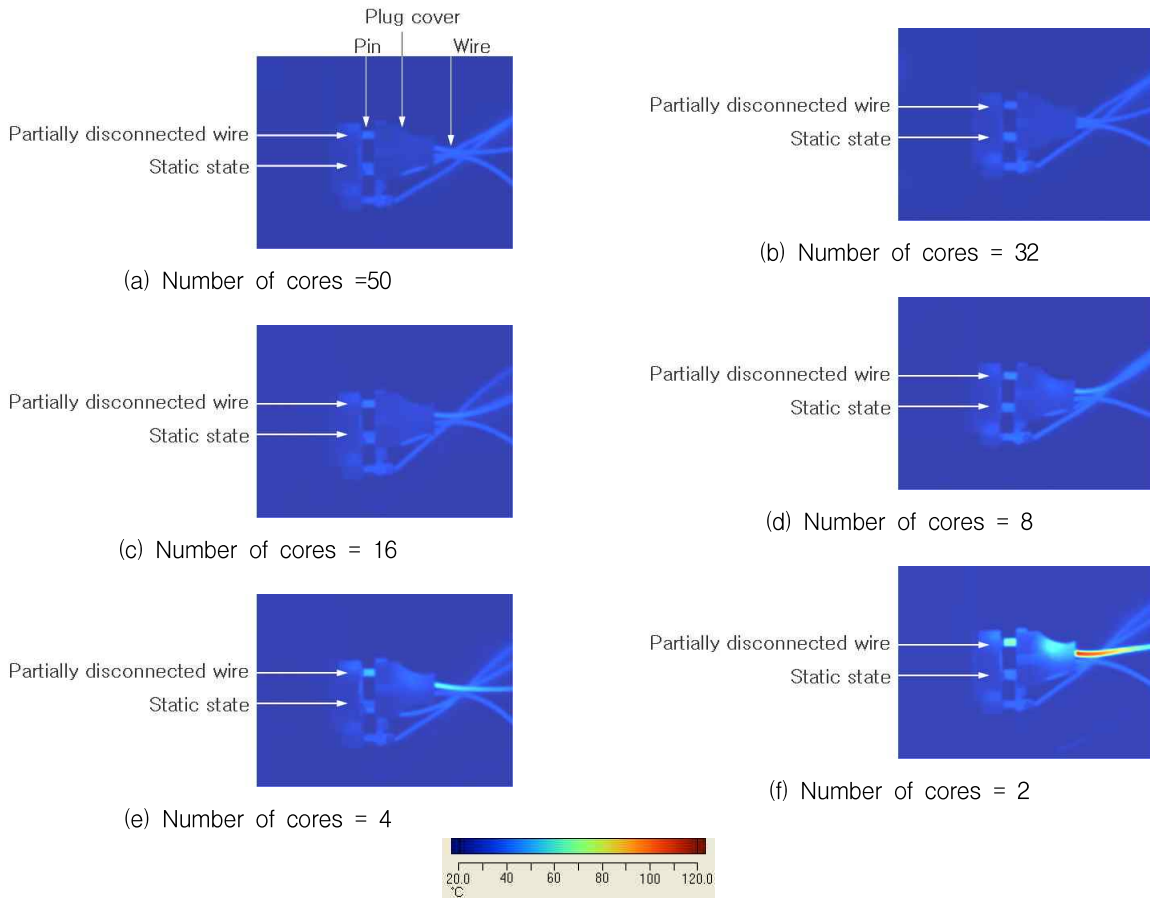 Plug cover
Pin
Wire
Partially disconnected wire
Static state
(a) Number of cores =50
Partially disconnected wire
Static state
(b) Number of cores = 32
Partially disconnected wire
Static state
(c) Number of cores = 16
Partially disconnected wire
Static state
(d) Number of cores = 8
Partially disconnected wire
Static state
(e) Number of cores = 4
Partially disconnected wire
Static state
(f) Number of cores = 2
20.0 40 60 80 100 120.0
°C